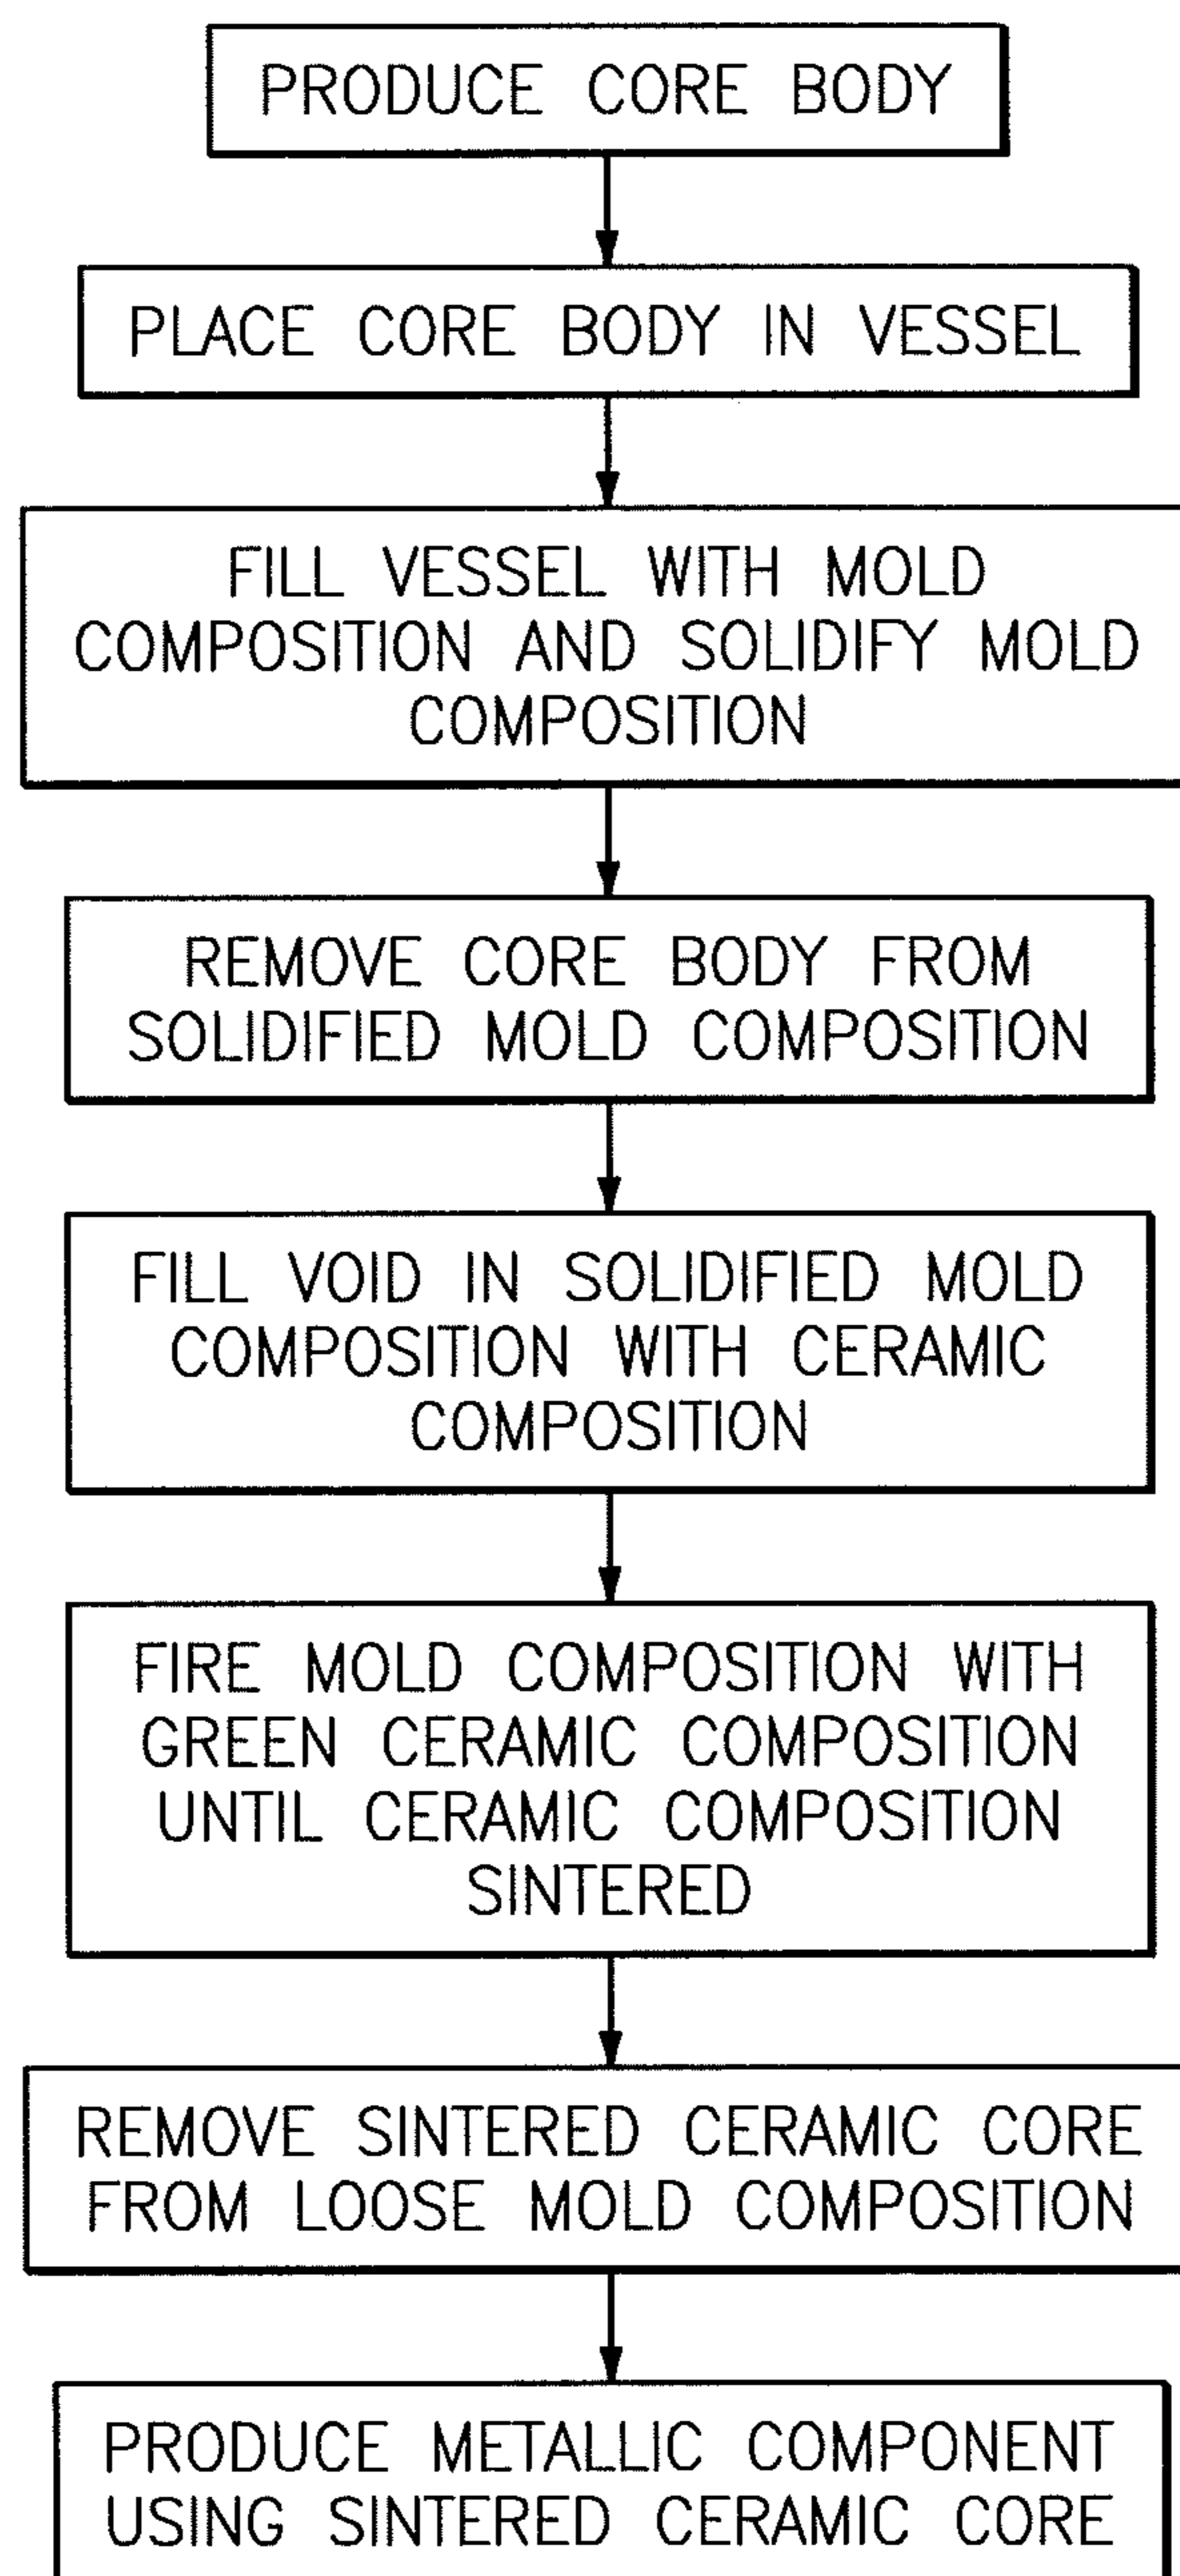 PRODUCE CORE BODY
PLACE CORE BODY IN VESSEL
FILL VESSEL WITH MOLD
COMPOSITION AND SOLIDIFY MOLD
COMPOSITION
REMOVE CORE BODY FROM
SOLIDIFIED MOLD COMPOSITION
FILL VOID IN SOLIDIFIED MOLD
COMPOSITION WITH CERAMIC
COMPOSITION
FIRE MOLD COMPOSITION WITH
GREEN CERAMIC COMPOSITION
UNTIL CERAMIC COMPOSITION
SINTERED
REMOVE SINTERED CERAMIC CORE
FROM LOOSE MOLD COMPOSITION
PRODUCE METALLIC COMPONENT
USING SINTERED CERAMIC CORE